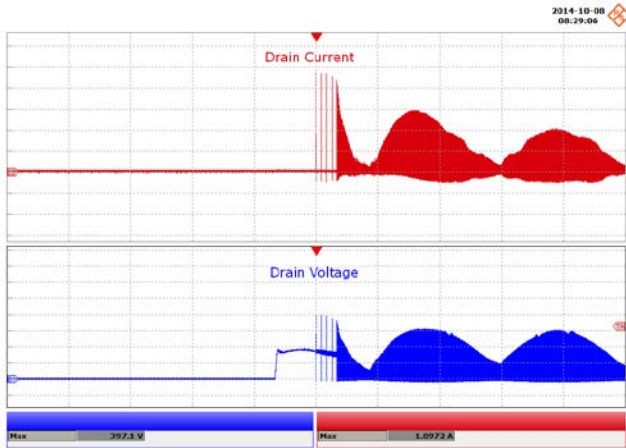 2014-10-08
08:29:06
Drain Current
Drain Voltage
Max 397.1 V
Max 1.0972 A